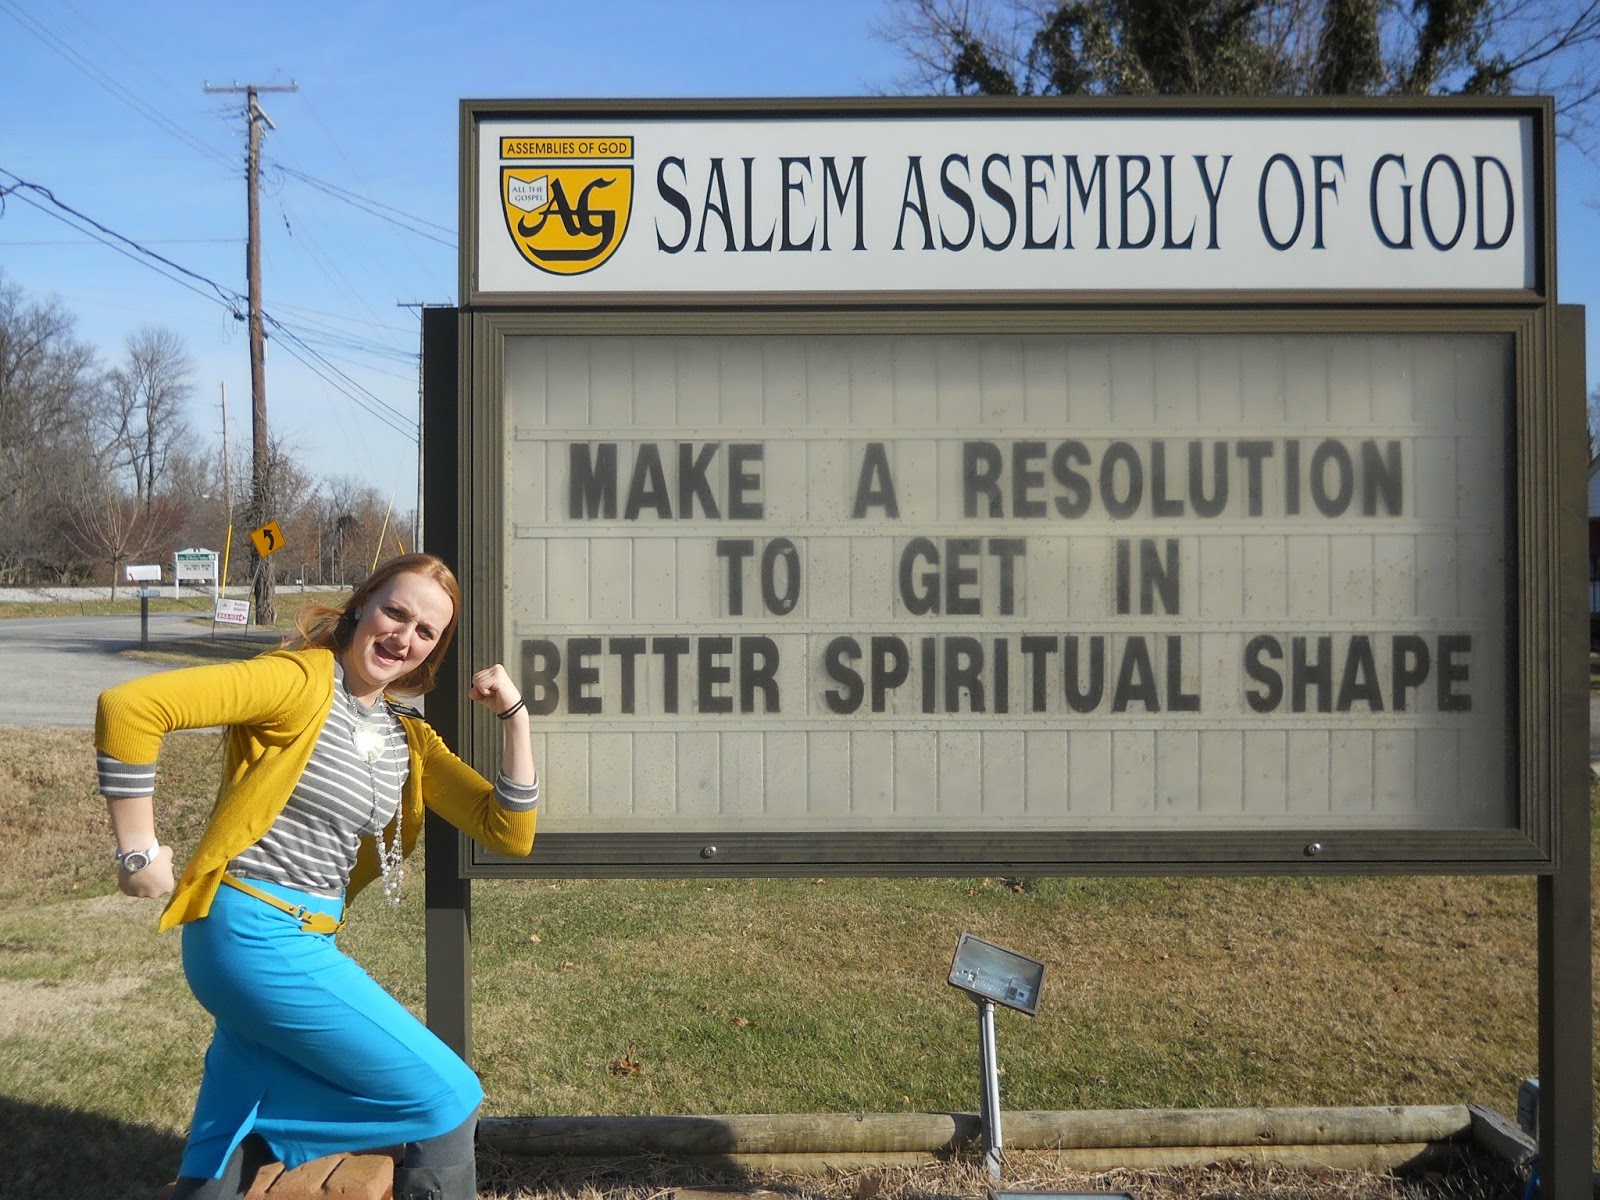 ASSEMBLIES OF GOD
ALL THE
GOSPEL
AG
SALEM ASSEMBLY OF GOD
MAKE A RESOLUTION
TO GET IN
BETTER SPIRITUAL SHAPE